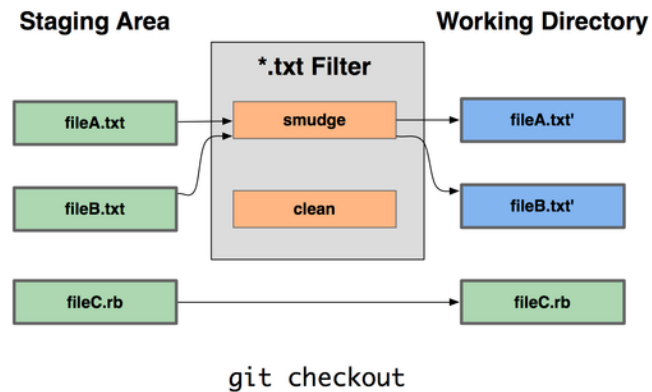 Staging Area
Working Directory
*.txt Filter
fileA.txt
smudge
fileA.txt'
fileB.txt
clean
fileB.txt'
fileC.rb
fileC.rb
git checkout